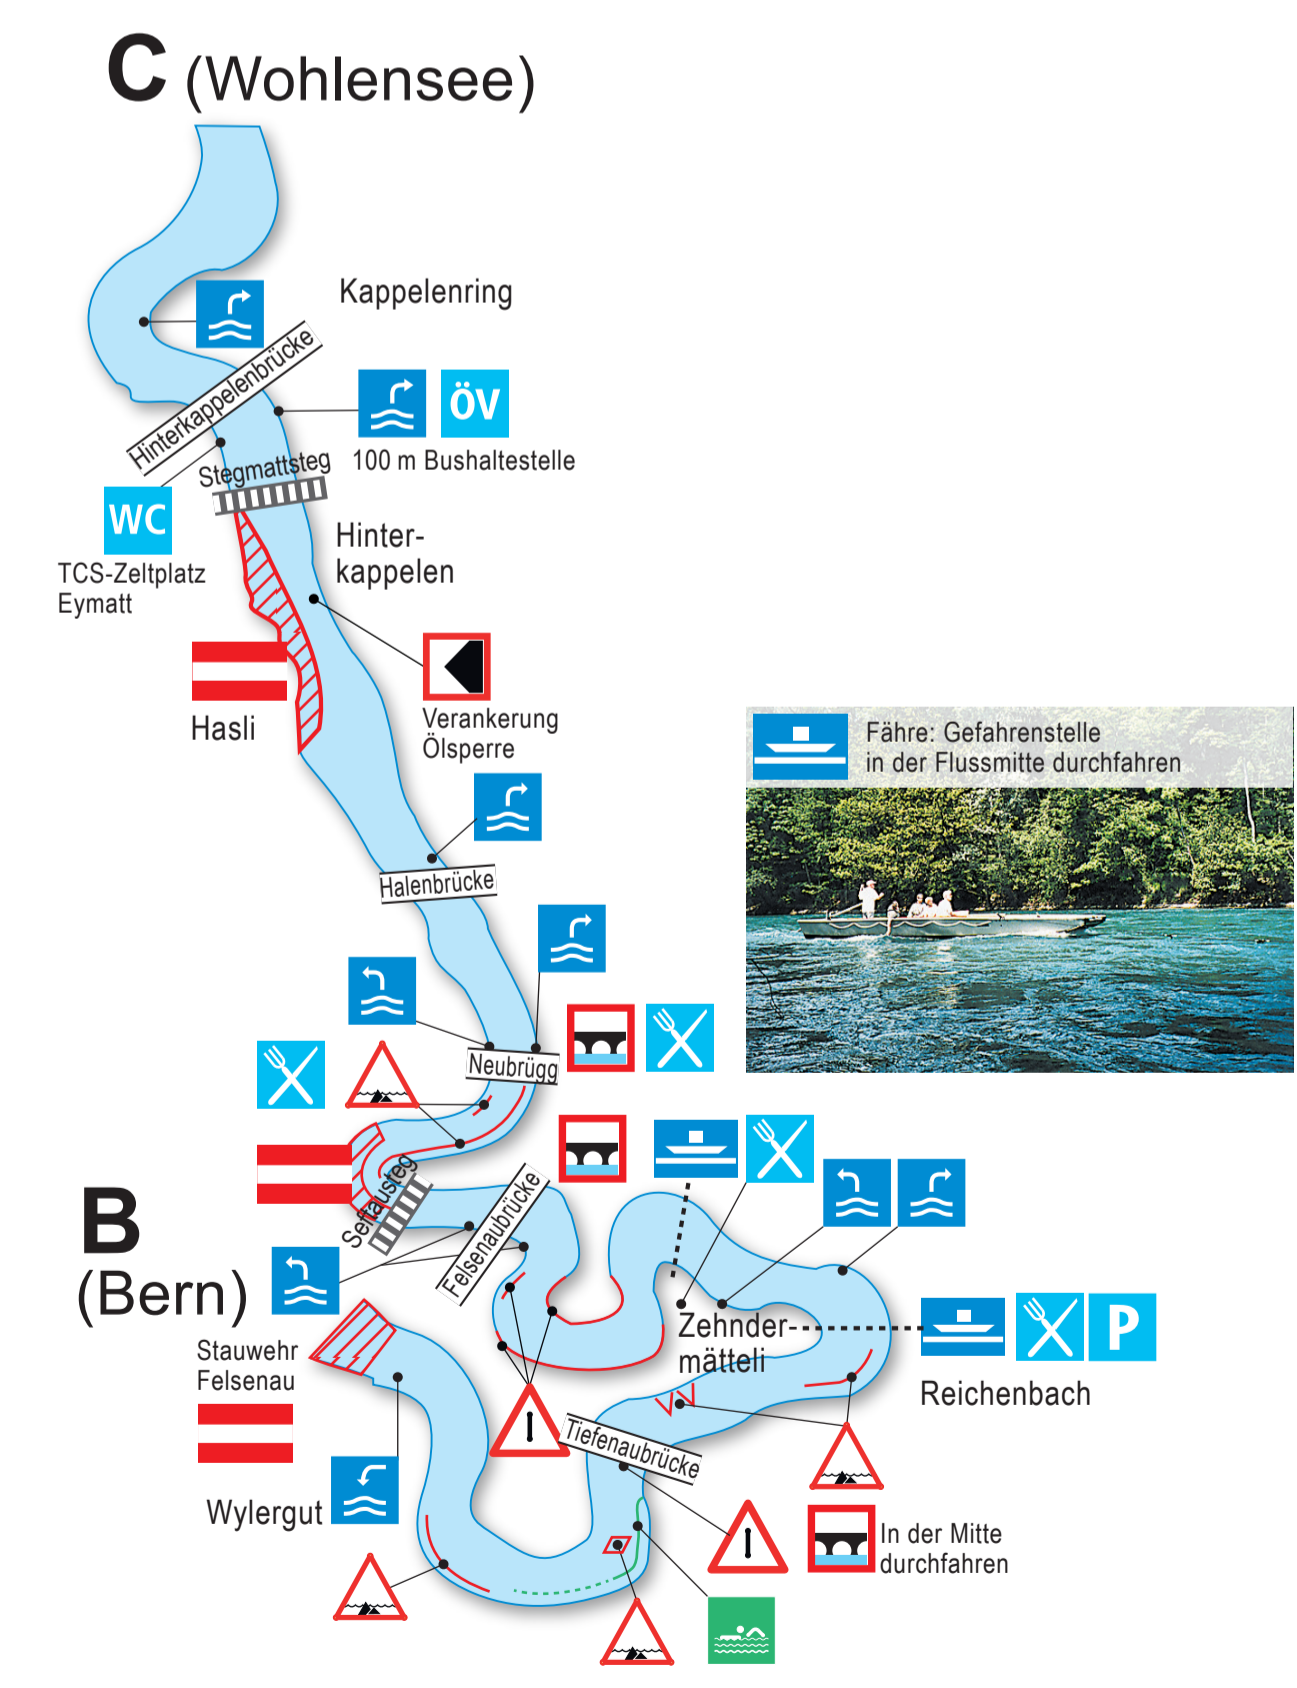 C (Wohlensee)
Kappelenring
Hinterkappelenbrücke
ÖV
100 m Bushaltestelle
Stegmattsteg
WC
TCS-Zeltplatz
Eymatt
Hinter-
kappelen
Hasli
Verankerung
Ölsperre
Fähre: Gefahrenstelle
in der Flussmitte durchfahren
Halenbrücke
Neubrügg
Seftausteg
Felsenaubrücke
B
(Bern)
Zehnder-
mätteli
P
Reichenbach
Stauwehr
Felsenau
Tiefenaubrücke
Wylergut
In der Mitte
durchfahren